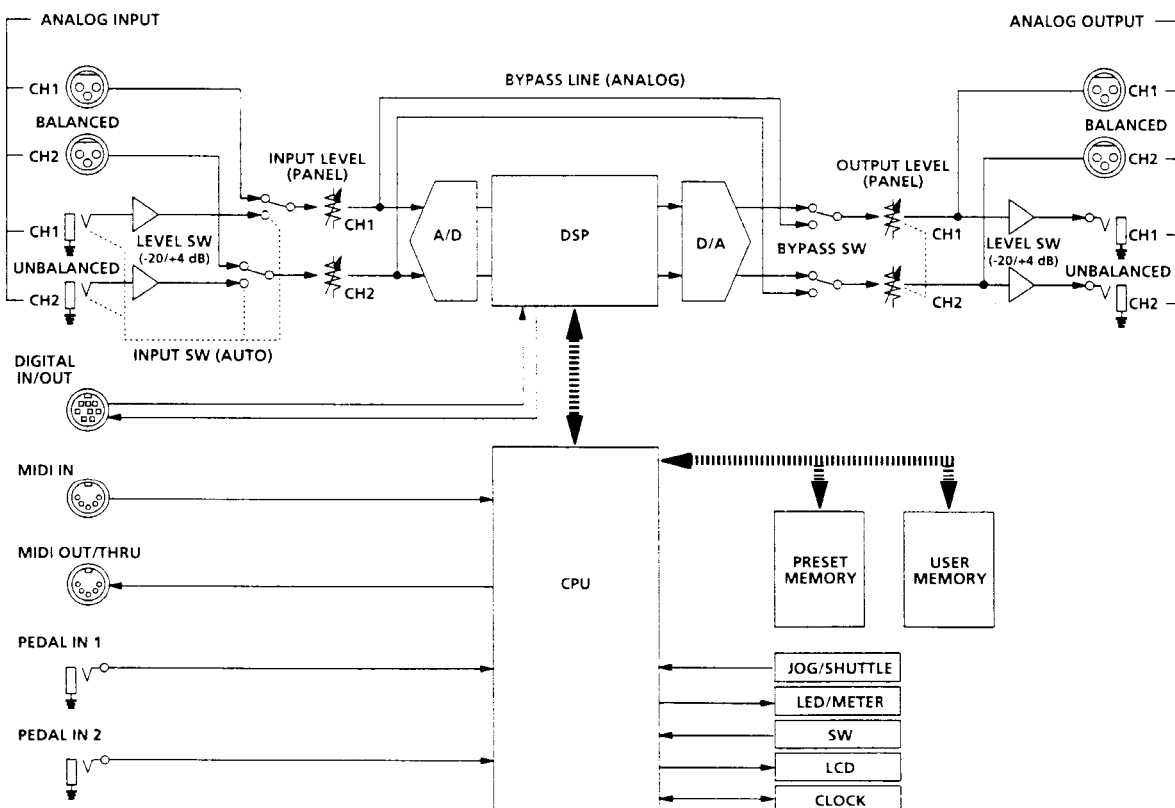 ANALOG INPUT
ANALOG OUTPUT
CH1
BALANCED
CH2
CH1
UNBALANCED
CH2
LEVEL SW
(-20/+4 dB)
INPUT SW (AUTO)
INPUT LEVEL
(PANEL)
CH1
CH2
BYPASS LINE (ANALOG)
A/D
DSP
D/A
BYPASS SW
OUTPUT LEVEL
(PANEL)
CH1
CH2
LEVEL SW
(-20/+4 dB)
CH1
BALANCED
CH2
CH1
UNBALANCED
CH2
DIGITAL
IN/OUT
MIDI IN
MIDI OUT/THRU
PEDAL IN 1
PEDAL IN 2
CPU
PRESET
MEMORY
USER
MEMORY
JOG/SHUTTLE
LED/METER
SW
LCD
CLOCK